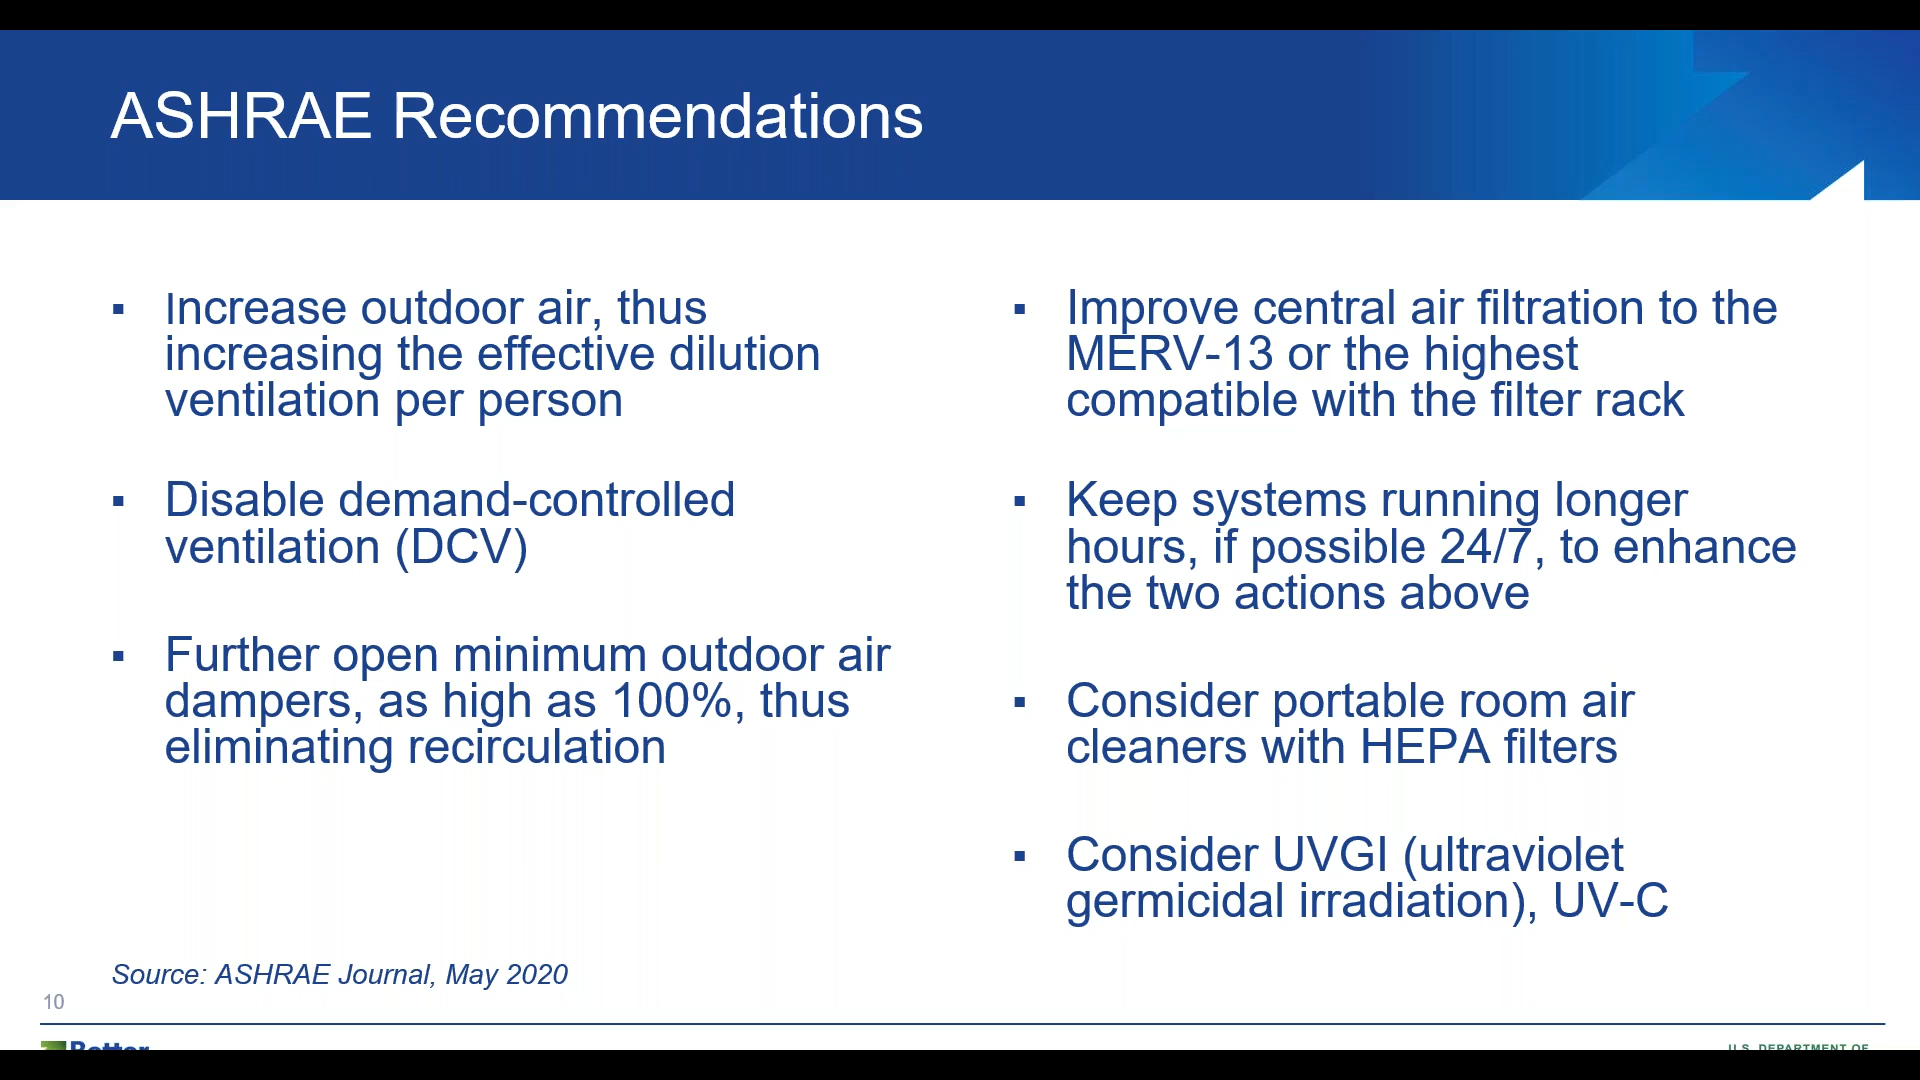 ASHRAE Recommendations
▪ Increase outdoor air, thus
increasing the effective dilution
ventilation per person
▪ Disable demand-controlled
ventilation (DCV)
▪ Further open minimum outdoor air
dampers, as high as 100%, thus
eliminating recirculation
▪ Improve central air filtration to the
MERV-13 or the highest
compatible with the filter rack
▪ Keep systems running longer
hours, if possible 24/7, to enhance
the two actions above
▪ Consider portable room air
cleaners with HEPA filters
▪ Consider UVGI (ultraviolet
germicidal irradiation), UV-C
Source: ASHRAE Journal, May 2020
10
Better
U.S. DEPARTMENT OF